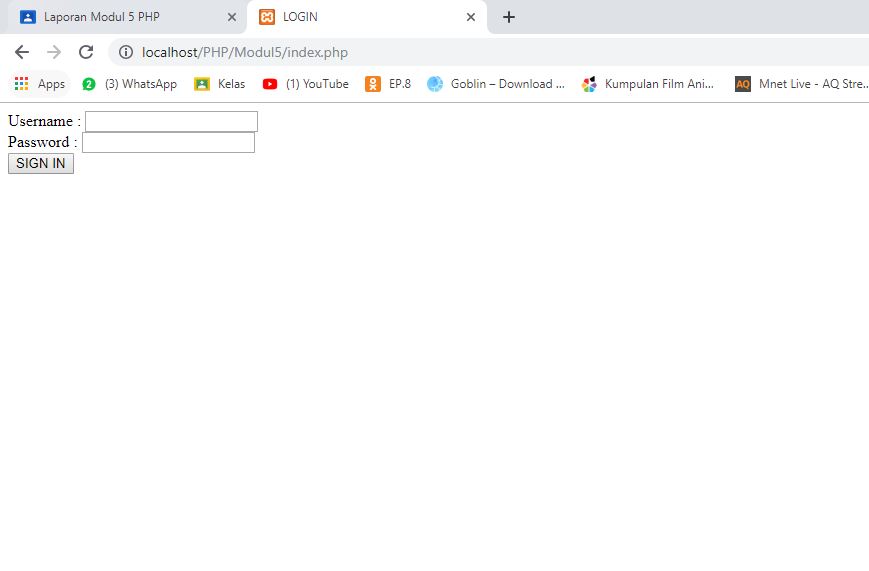 Laporan Modul 5 PHP LOGIN
localhost/PHP/Modul5/index.php
Apps 2 (3) WhatsApp Kelas (1) YouTube EP.8 Goblin – Download ... Kumpulan Film Ani... AQ Mnet Live - AQ Stre...
Username :
Password :
SIGN IN